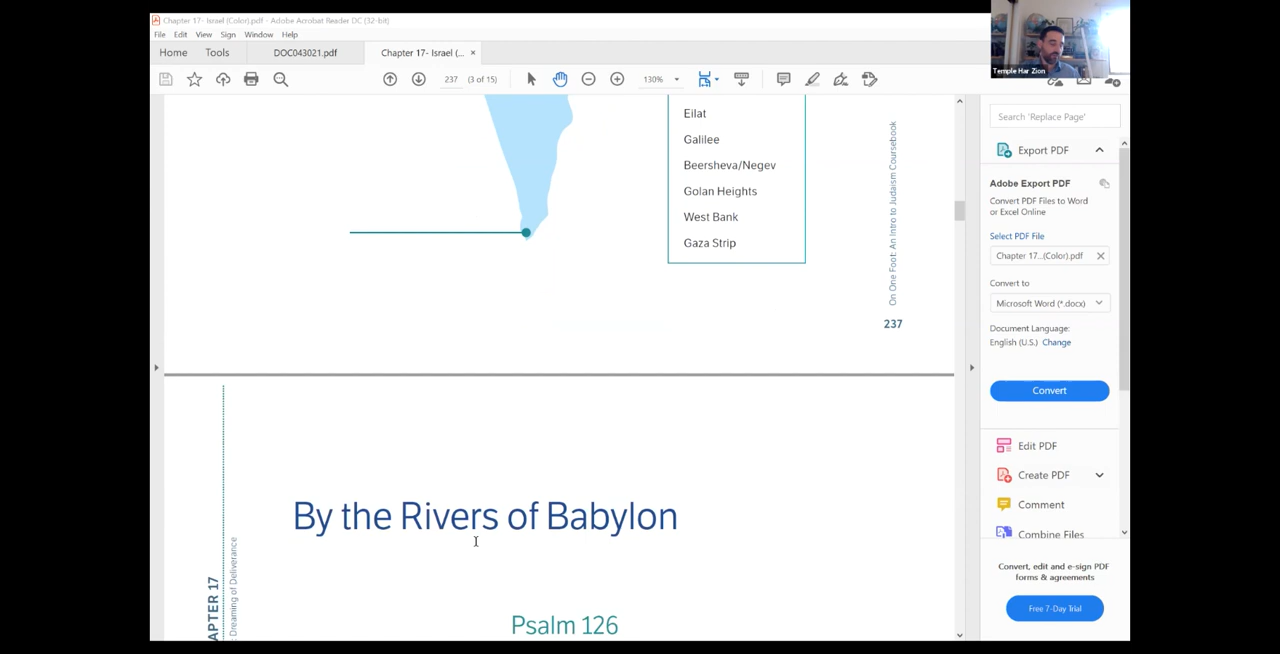 Chapter 17- Israel (Color).pdf - Adobe Acrobat Reader DC (32-bit)
File Edit View Sign Window Help
Home Tools DOC043021.pdf Chapter 17- Israel (... ×
237 (3 of 15) 130%
Temple Har Zion
Eilat
Galilee
Beersheva/Negev
Golan Heights
West Bank
Gaza Strip
On One Foot: An Intro to Judaism Coursebook
237
By the Rivers of Babylon
Psalm 126
APTER 17
: Dreaming of Deliverance
Search 'Replace Page'
Export PDF
Adobe Export PDF
Convert PDF Files to Word
or Excel Online
Select PDF File
Chapter 17...(Color).pdf
Convert to
Microsoft Word (*.docx)
Document Language:
English (U.S.) Change
Convert
Edit PDF
Create PDF
Comment
Combine Files
Convert, edit and e-sign PDF
forms & agreements
Free 7-Day Trial